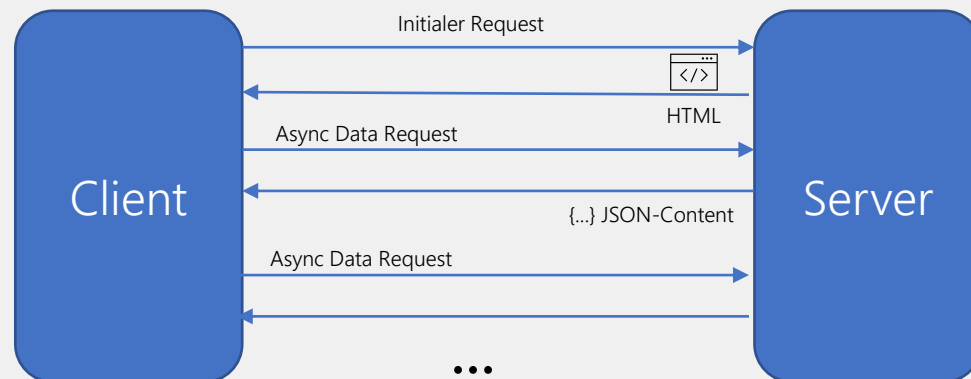 Initialer Request
</>
HTML
Async Data Request
Client
Server
{...} JSON-Content
Async Data Request
...